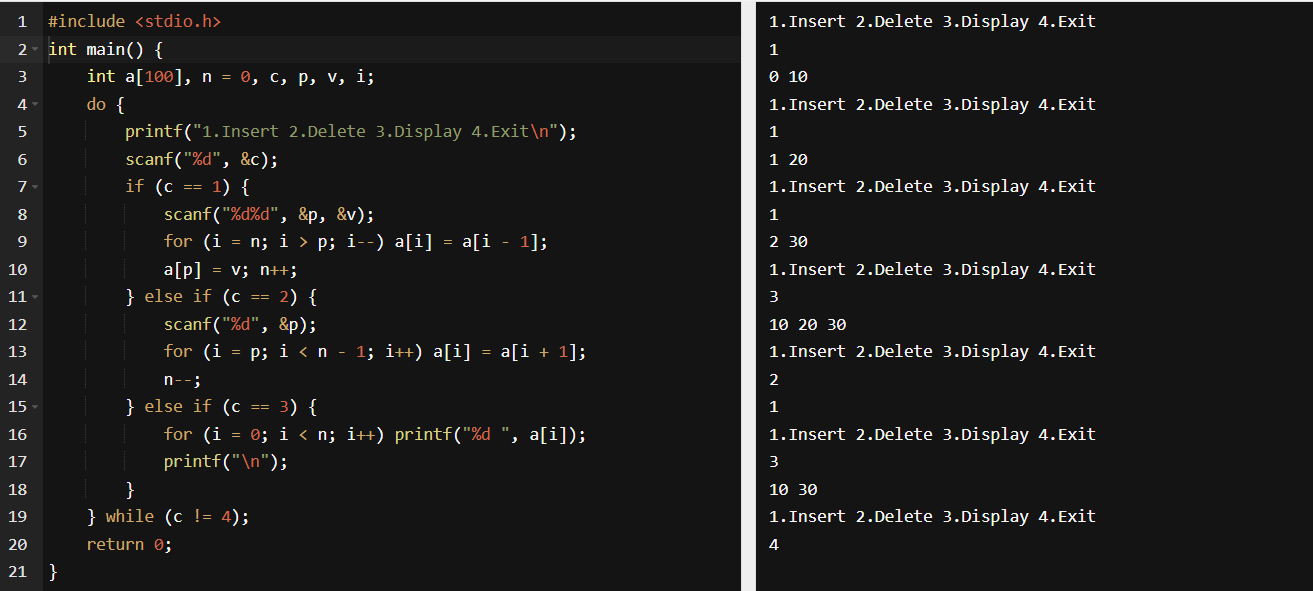 1 #include <stdio.h>
2 int main() {
3     int a[100], n = 0, c, p, v, i;
4     do {
5         printf("1.Insert 2.Delete 3.Display 4.Exit\n");
6         scanf("%d", &c);
7         if (c == 1) {
8             scanf("%d%d", &p, &v);
9             for (i = n; i > p; i--) a[i] = a[i - 1];
10             a[p] = v; n++;
11         } else if (c == 2) {
12             scanf("%d", &p);
13             for (i = p; i < n - 1; i++) a[i] = a[i + 1];
14             n--;
15         } else if (c == 3) {
16             for (i = 0; i < n; i++) printf("%d ", a[i]);
17             printf("\n");
18         }
19     } while (c != 4);
20     return 0;
21 }
1.Insert 2.Delete 3.Display 4.Exit
1
0 10
1.Insert 2.Delete 3.Display 4.Exit
1
1 20
1.Insert 2.Delete 3.Display 4.Exit
1
2 30
1.Insert 2.Delete 3.Display 4.Exit
3
10 20 30
1.Insert 2.Delete 3.Display 4.Exit
2
1
1.Insert 2.Delete 3.Display 4.Exit
3
10 30
1.Insert 2.Delete 3.Display 4.Exit
4